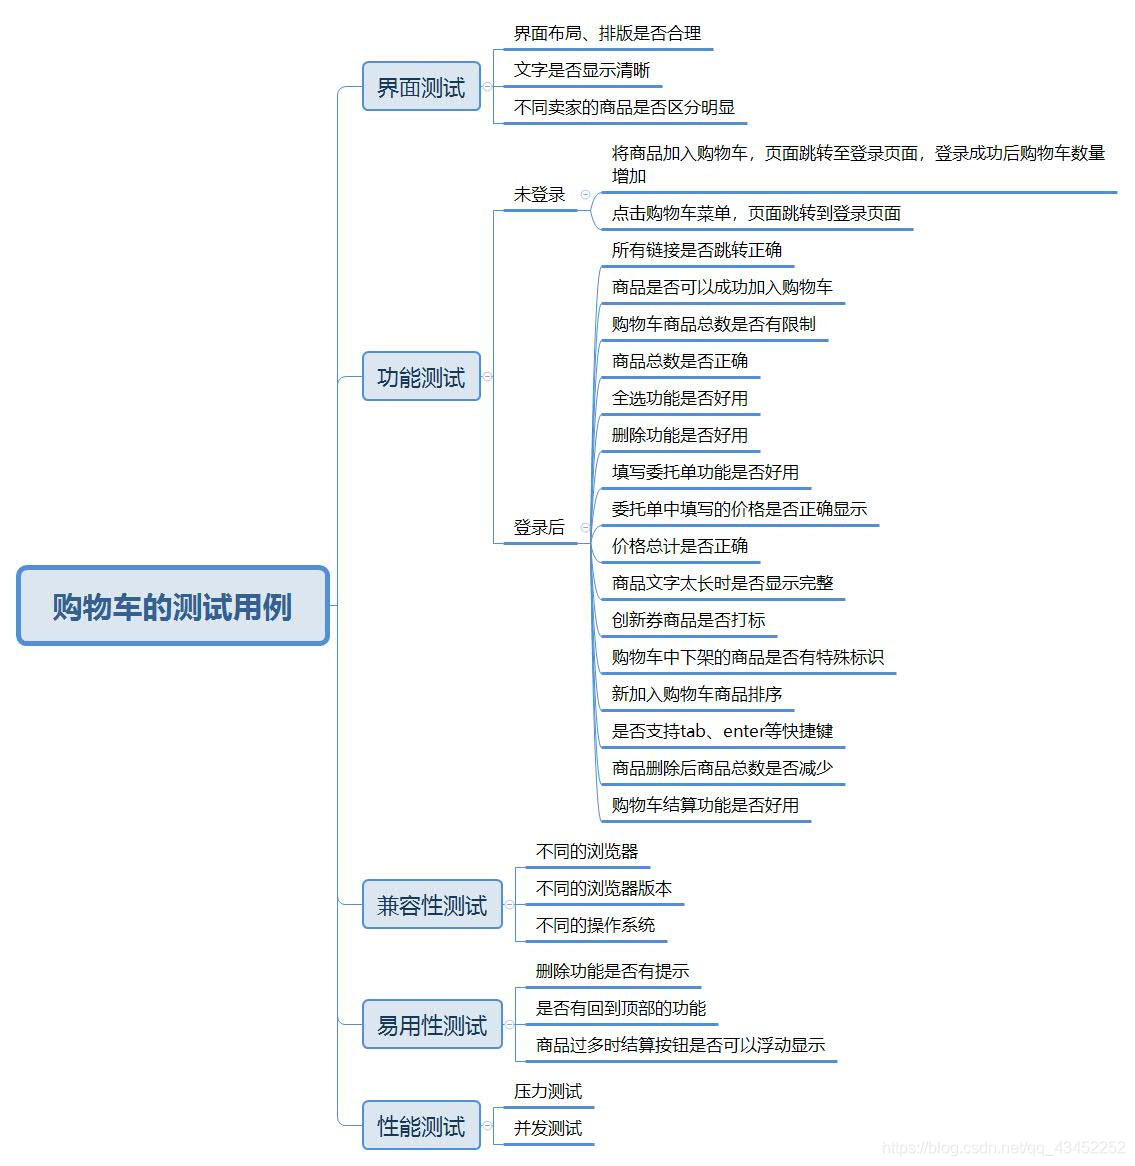 购物车的测试用例
界面测试
界面布局、排版是否合理
文字是否显示清晰
不同卖家的商品是否区分明显
功能测试
未登录
将商品加入购物车，页面跳转至登录页面，登录成功后购物车数量
增加
点击购物车菜单，页面跳转到登录页面
登录后
所有链接是否跳转正确
商品是否可以成功加入购物车
购物车商品总数是否有限制
商品总数是否正确
全选功能是否好用
删除功能是否好用
填写委托单功能是否好用
委托单中填写的价格是否正确显示
价格总计是否正确
商品文字太长时是否显示完整
创新券商品是否打标
购物车中下架的商品是否有特殊标识
新加入购物车商品排序
是否支持tab、enter等快捷键
商品删除后商品总数是否减少
购物车结算功能是否好用
兼容性测试
不同的浏览器
不同的浏览器版本
不同的操作系统
易用性测试
删除功能是否有提示
是否有回到顶部的功能
商品过多时结算按钮是否可以浮动显示
性能测试
压力测试
并发测试
https://blog.csdn.net/qq_43452252